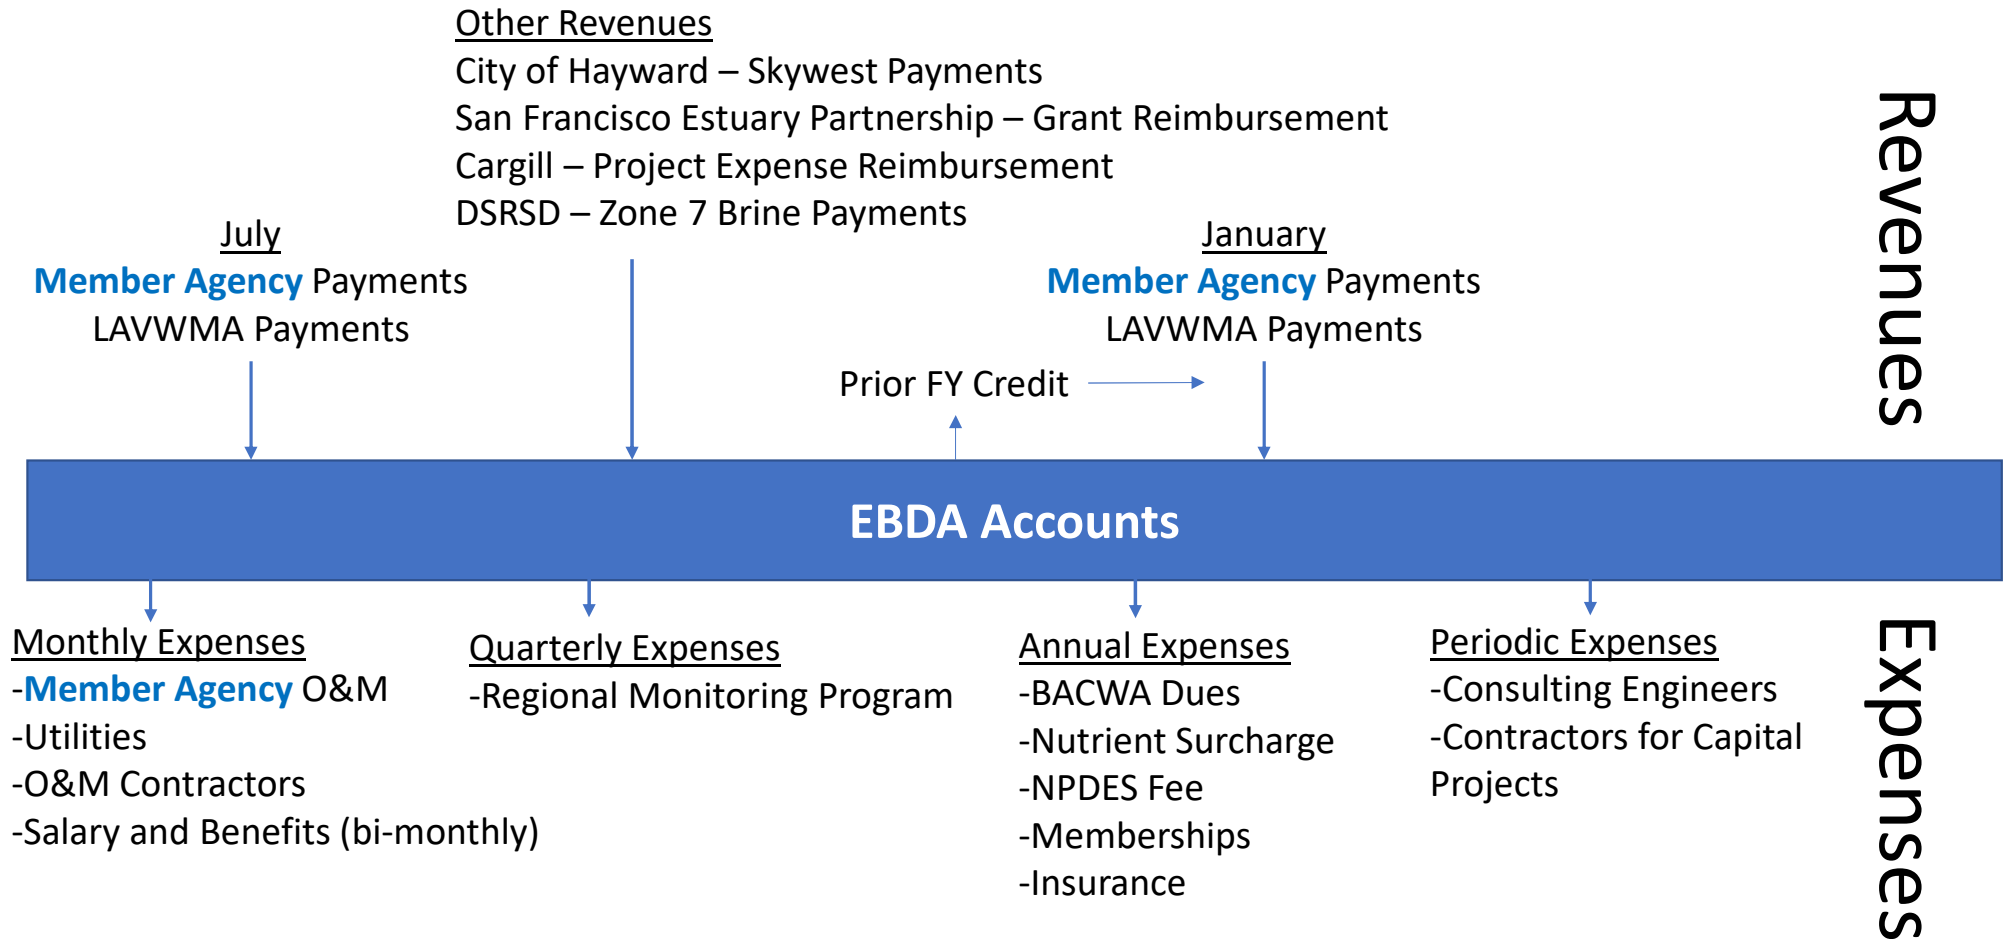 Other Revenues
City of Hayward – Skywest Payments
San Francisco Estuary Partnership – Grant Reimbursement
Cargill – Project Expense Reimbursement
DSRSD – Zone 7 Brine Payments
July
Member Agency Payments
LAVWMA Payments
January
Member Agency Payments
LAVWMA Payments
Prior FY Credit
Revenues
EBDA Accounts
Monthly Expenses
-Member Agency O&M
-Utilities
-O&M Contractors
-Salary and Benefits (bi-monthly)
Quarterly Expenses
-Regional Monitoring Program
Annual Expenses
-BACWA Dues
-Nutrient Surcharge
-NPDES Fee
-Memberships
-Insurance
Periodic Expenses
-Consulting Engineers
-Contractors for Capital
Projects
Expenses